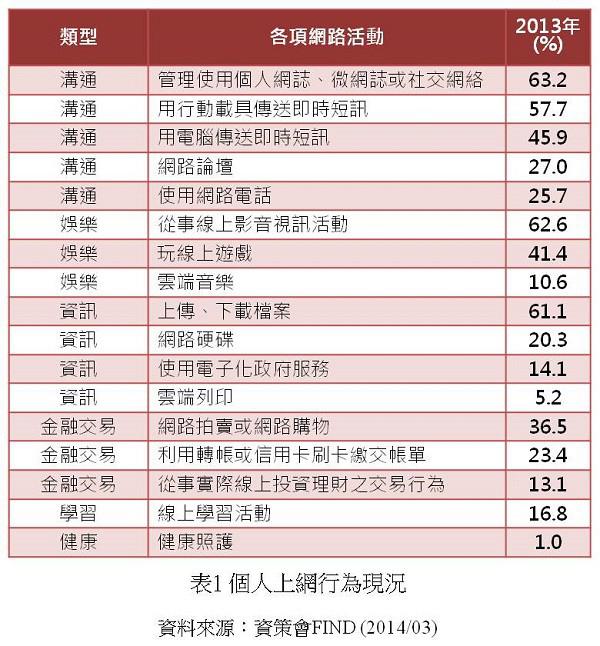 類型 各項網路活動 2013年(%)
溝通 管理使用個人網誌、微網誌或社交網絡 63.2
溝通 用行動載具傳送即時短訊 57.7
溝通 用電腦傳送即時短訊 45.9
溝通 網路論壇 27.0
溝通 使用網路電話 25.7
娛樂 從事線上影音視訊活動 62.6
娛樂 玩線上遊戲 41.4
娛樂 雲端音樂 10.6
資訊 上傳、下載檔案 61.1
資訊 網路硬碟 20.3
資訊 使用電子化政府服務 14.1
資訊 雲端列印 5.2
金融交易 網路拍賣或網路購物 36.5
金融交易 利用轉帳或信用卡刷卡繳交帳單 23.4
金融交易 從事實際線上投資理財之交易行為 13.1
學習 線上學習活動 16.8
健康 健康照護 1.0
表1 個人上網行為現況
資料來源：資策會FIND (2014/03)